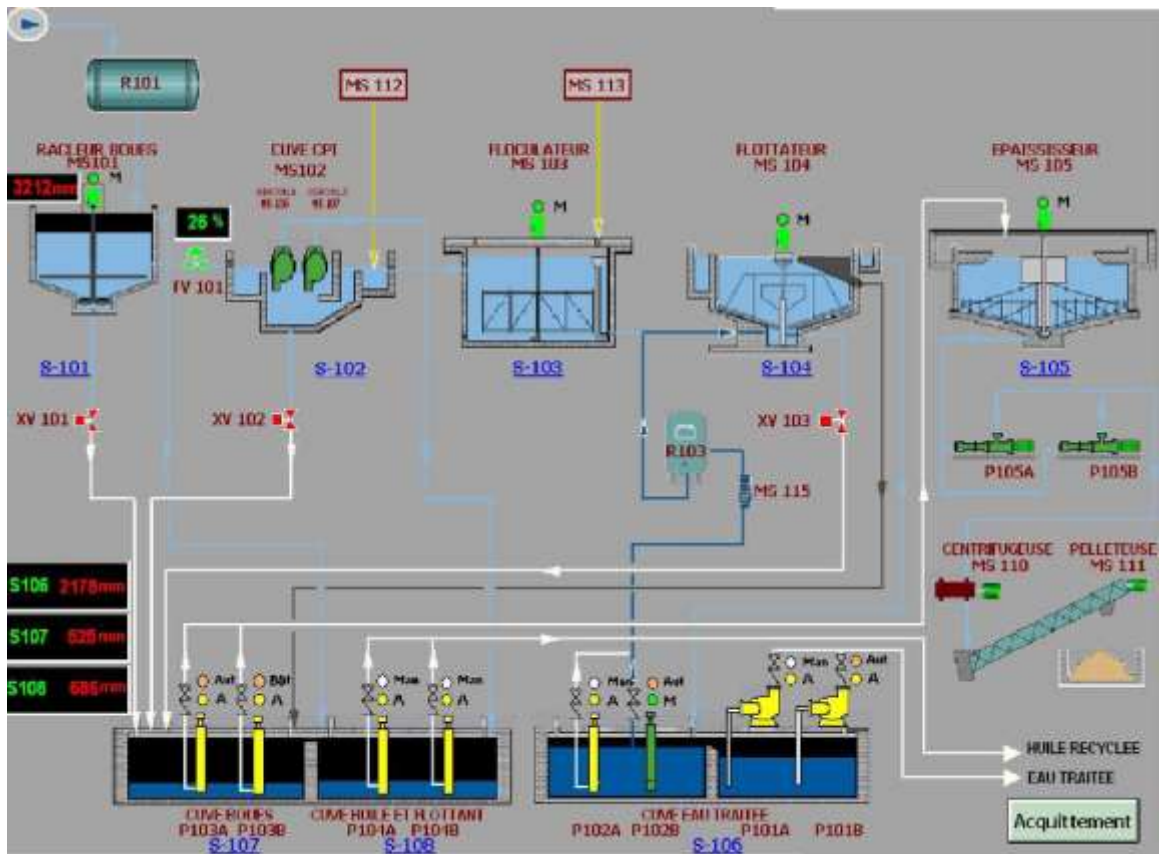 R101
MS 112
MS 113
RACLEUR BOUES
MS101
CUVE CPI
MS102
FLOCULATEUR
MS 103
FLOTTATEUR
MS 104
EPAISSISSEUR
MS 105
3212mm
M
M
M
M
26 %
FV 101
S-101
S-102
S-103
S-104
S-105
XV 101
XV 102
XV 103
R103
MS 115
P105A
P105B
CENTRIFUGEUSE
MS 110
PELLETEUSE
MS 111
S106 2178mm
S107
S108
Aut
A
A
Man
A
Man
A
Man
A
Aut
M
Man
A
Aut
A
HUILE RECYCLEE
EAU TRAITEE
CUVE BOUES
P103A P103B
S-107
CUVE HUILE ET FLOTTANT
P104A P104B
S-108
CUVE EAU TRAITEE
P102A P102B P101A P101B
S-106
Acquittement